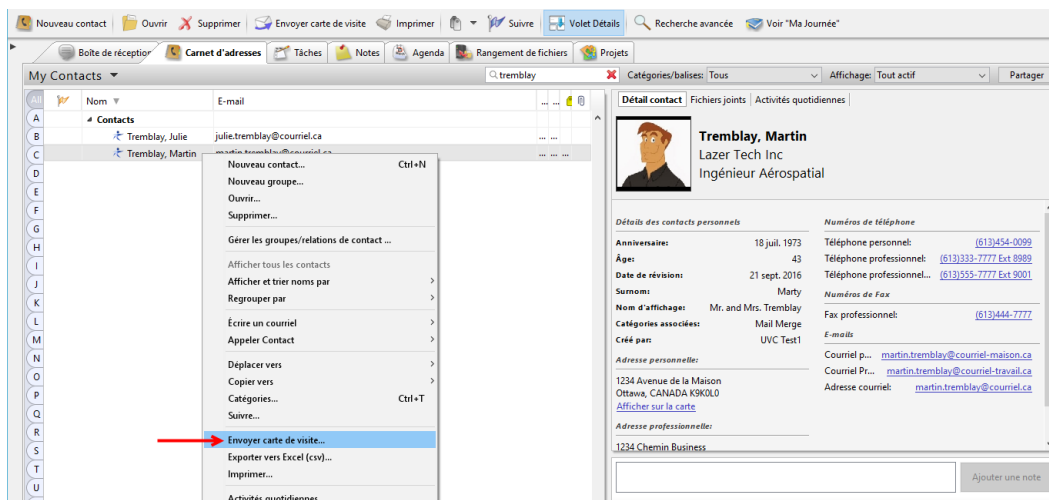 Nouveau contact Ouvrir Supprimer Envoyer carte de visite Imprimer Suivre Volet Détails Recherche avancée Voir "Ma Journée"
Boîte de réception Carnet d'adresses Tâches Notes Agenda Rangement de fichiers Projets
My Contacts tremblay Catégories/balises: Tous Affichage: Tout actif Partager
All Nom E-mail ... ...
A Contacts
B Tremblay, Julie julie.tremblay@courriel.ca ... ...
C Tremblay, Martin martin.tremblay@courriel.ca ... ... ...
D
E
F
G
H
I
J
K
L
M
N
O
P
Q
R
S
T
U
Nouveau contact... Ctrl+N
Nouveau groupe...
Ouvrir...
Supprimer...
Gérer les groupes/relations de contact ...
Afficher tous les contacts
Afficher et trier noms par
Regrouper par
Écrire un courriel
Appeler Contact
Déplacer vers
Copier vers
Catégories... Ctrl+T
Suivre...
Envoyer carte de visite...
Exporter vers Excel (csv)...
Imprimer...
Activités quotidiennes
Détail contact Fichiers joints Activités quotidiennes
Tremblay, Martin
Lazer Tech Inc
Ingénieur Aérospatial
Détails des contacts personnels
Anniversaire: 18 juil. 1973
Âge: 43
Date de révision: 21 sept. 2016
Surnom: Marty
Nom d'affichage: Mr. and Mrs. Tremblay
Catégories associées: Mail Merge
Créé par: UVC Test1
Adresse personnelle:
1234 Avenue de la Maison
Ottawa, CANADA K9K0L0
Afficher sur la carte
Adresse professionnelle:
1234 Chemin Business
Numéros de téléphone
Téléphone personnel: (613)454-0099
Téléphone professionnel: (613)333-7777 Ext 8989
Téléphone professionnel... (613)555-7777 Ext 9001
Numéros de Fax
Fax professionnel: (613)444-7777
E-mails
Courriel p... martin.tremblay@courriel-maison.ca
Courriel Pr... martin.tremblay@courriel-travail.ca
Adresse courriel: martin.tremblay@courriel.ca
Ajouter une note